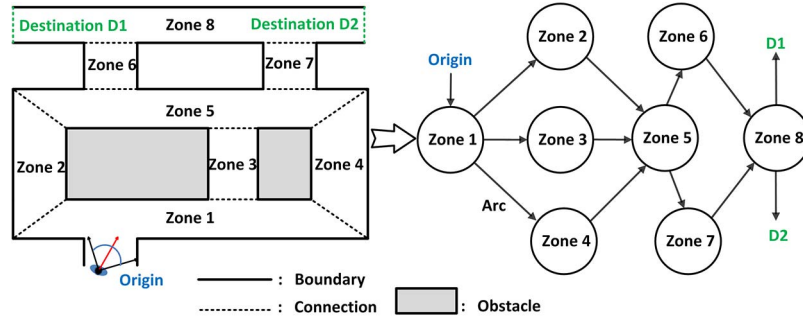 Destination D1
Zone 8
Destination D2
Zone 6
Zone 7
Zone 5
Zone 2
Zone 3
Zone 4
Zone 1
Origin
: Boundary
: Connection
: Obstacle
Origin
Zone 1
Zone 2
Zone 3
Zone 4
Arc
Zone 5
Zone 6
Zone 7
D1
Zone 8
D2